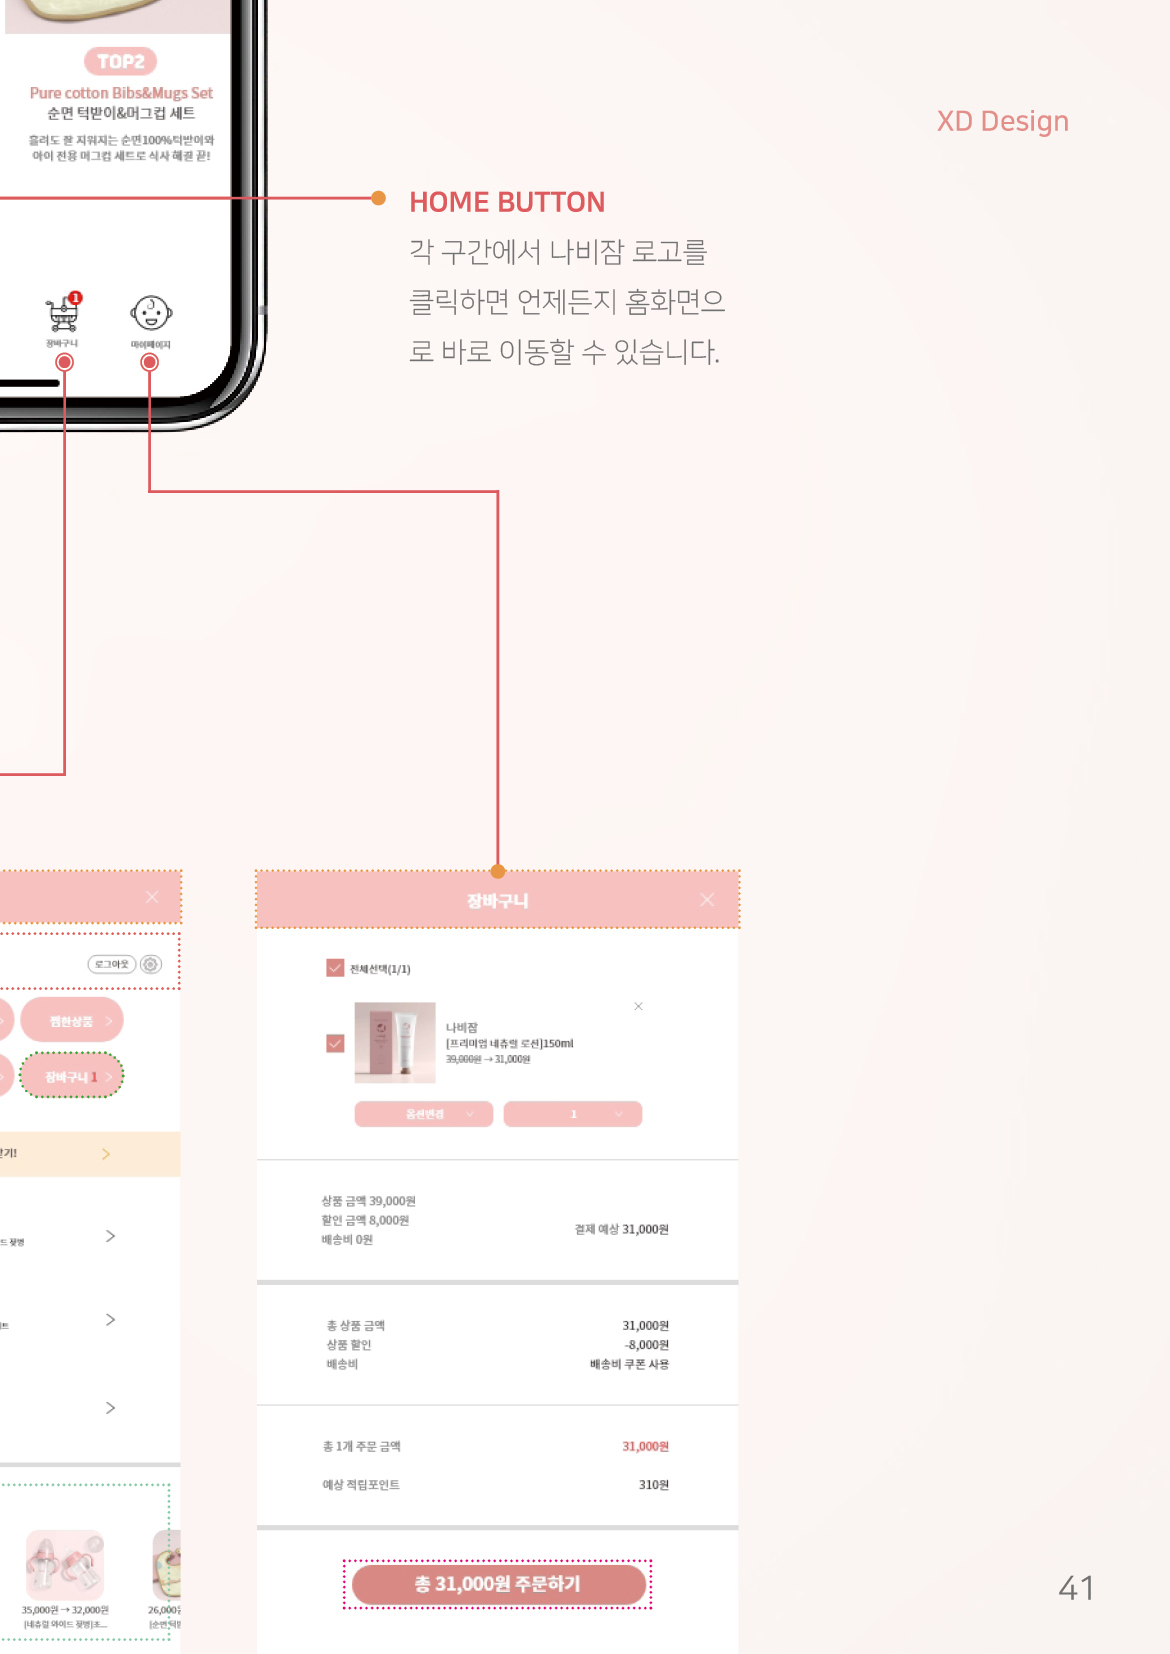 TOP2
Pure cotton Bibs&Mugs Set
순면 턱받이&머그컵 세트
흘려도 잘 지워지는 순면100%턱받이와
아이 전용 머그컵 세트로 식사 해결 끝!
XD Design
HOME BUTTON
각 구간에서 나비잠 로고를
클릭하면 언제든지 홈화면으
로 바로 이동할 수 있습니다.
1
장바구니
마이페이지
로그아웃
찜한상품
장바구니 1
장바구니
전체선택(1/1)
나비잠
[프리미엄 네츄럴 로션]150ml
39,000원 → 31,000원
옵션변경
1
상품 금액 39,000원
할인 금액 8,000원
배송비 0원
결제 예상 31,000원
총 상품 금액 31,000원
상품 할인 -8,000원
배송비 배송비 쿠폰 사용
총 1개 주문 금액 31,000원
예상 적립포인트 310원
총 31,000원 주문하기
35,000원 → 32,000원
[네츄럴 와이드 젖병]조...
26,000원
[순면 턱받
41